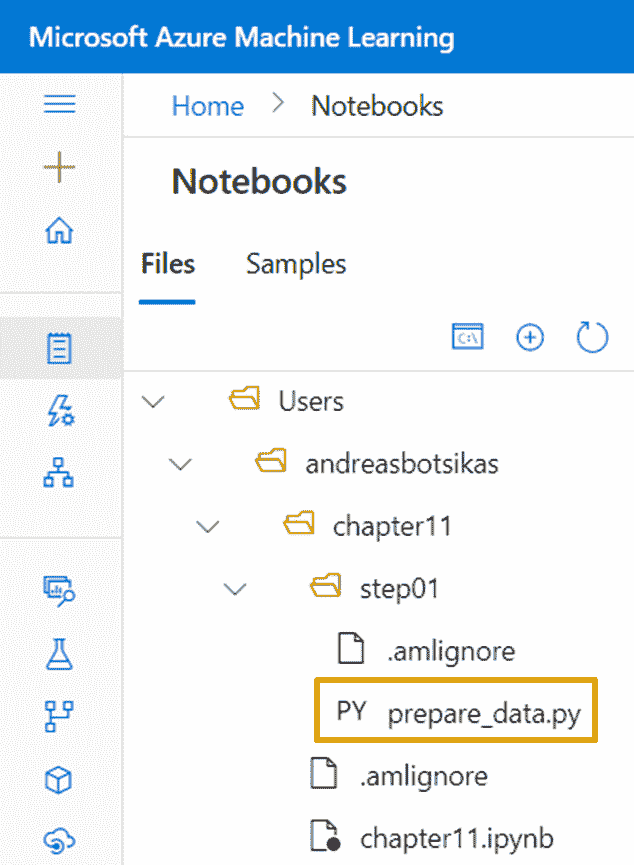 Microsoft Azure Machine Learning
Home > Notebooks
Notebooks
Files Samples
C:\
Users
andreasbotsikas
chapter11
step01
.amlignore
PY prepare_data.py
.amlignore
chapter11.ipynb